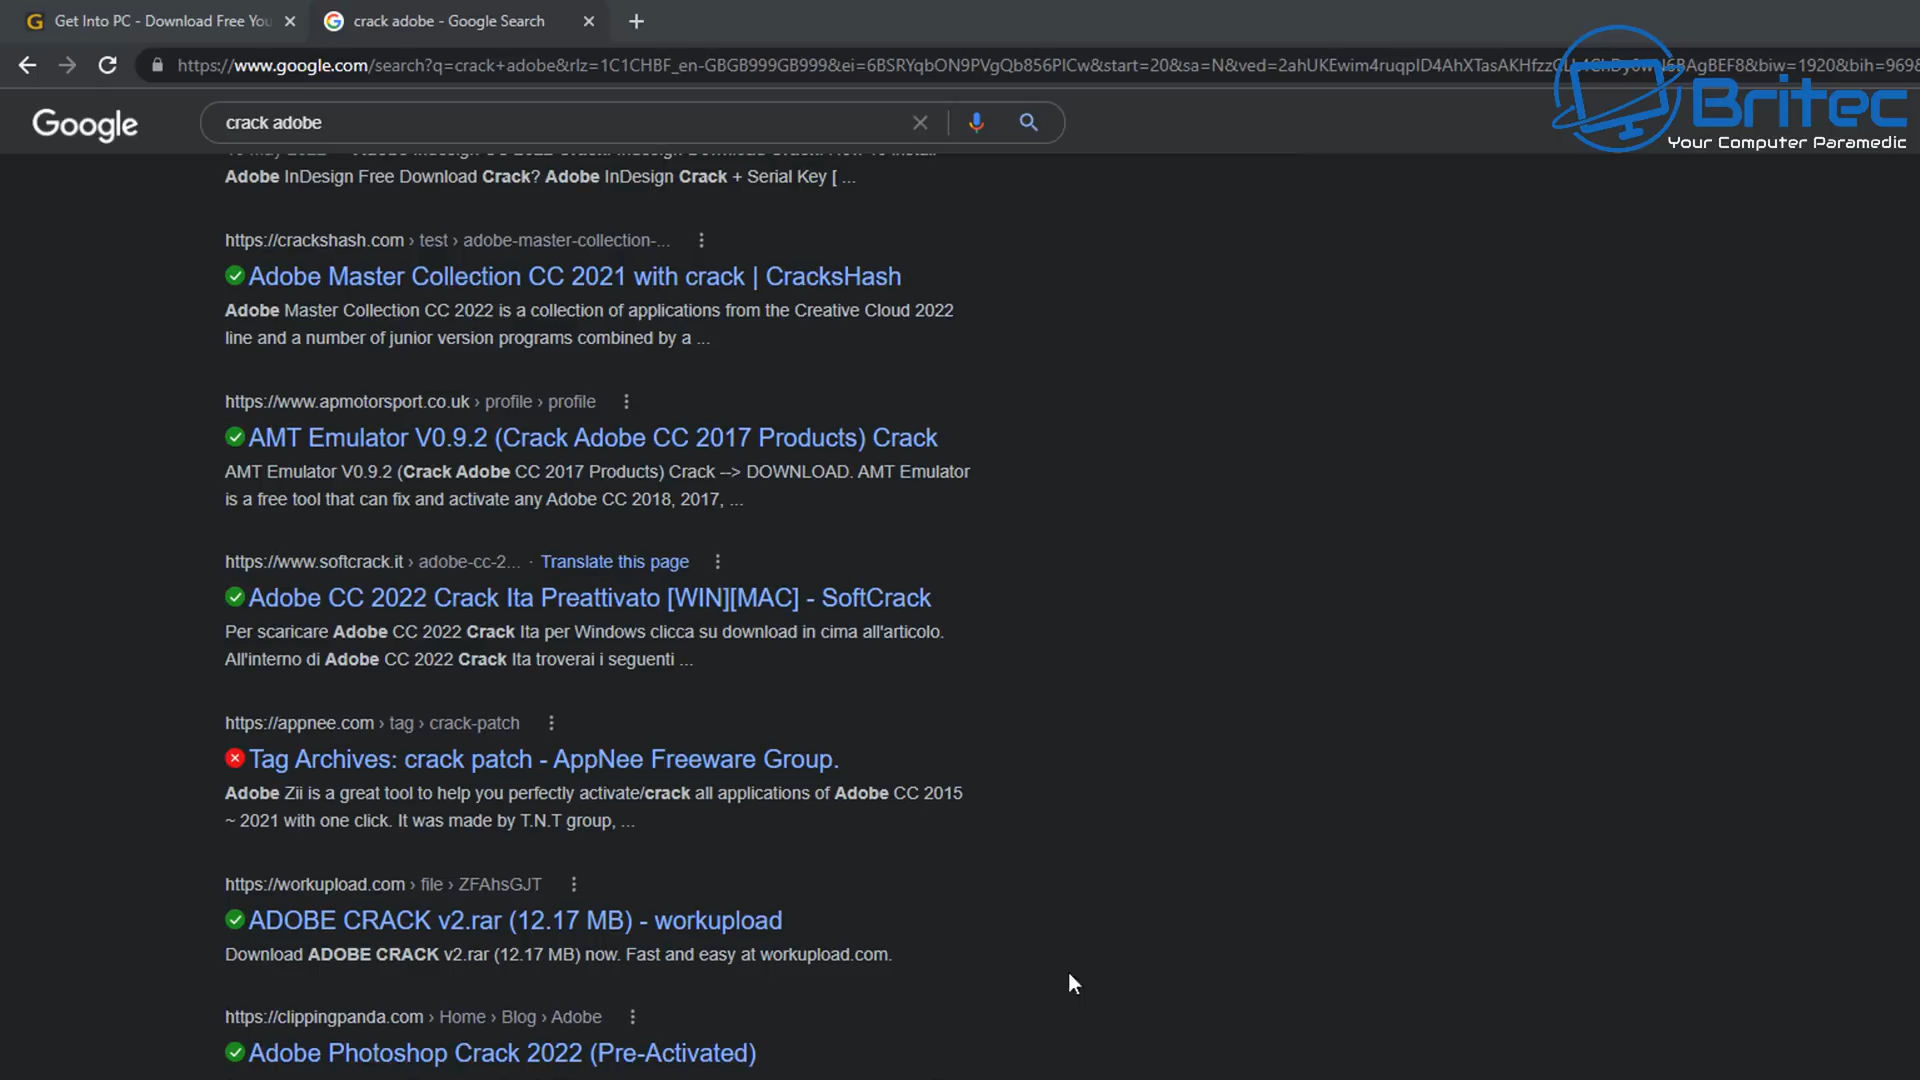 Get Into PC - Download Free You
crack adobe - Google Search
https://www.google.com/search?q=crack+adobe&rlz=1C1CHBF_en-GBGB999GB999&ei=6BSRYqbON9PVgQb856PICw&start=20&sa=N&ved=2ahUKEwim4ruqpID4AhXTasAKHfzz
AgBEF8&biw=1920&bih=969&
Britec
Your Computer Paramedic
Google
crack adobe
Adobe InDesign Free Download Crack? Adobe InDesign Crack + Serial Key [ ...
https://crackshash.com › test › adobe-master-collection-...
Adobe Master Collection CC 2021 with crack | CracksHash
Adobe Master Collection CC 2022 is a collection of applications from the Creative Cloud 2022
line and a number of junior version programs combined by a ...
https://www.apmotorsport.co.uk › profile › profile
AMT Emulator V0.9.2 (Crack Adobe CC 2017 Products) Crack
AMT Emulator V0.9.2 (Crack Adobe CC 2017 Products) Crack --> DOWNLOAD. AMT Emulator
is a free tool that can fix and activate any Adobe CC 2018, 2017, ...
https://www.softcrack.it › adobe-cc-2... · Translate this page
Adobe CC 2022 Crack Ita Preattivato [WIN][MAC] - SoftCrack
Per scaricare Adobe CC 2022 Crack Ita per Windows clicca su download in cima all'articolo.
All'interno di Adobe CC 2022 Crack Ita troverai i seguenti ...
https://appnee.com › tag › crack-patch
Tag Archives: crack patch - AppNee Freeware Group.
Adobe Zii is a great tool to help you perfectly activate/crack all applications of Adobe CC 2015
~ 2021 with one click. It was made by T.N.T group, ...
https://workupload.com › file › ZFAhsGJT
ADOBE CRACK v2.rar (12.17 MB) - workupload
Download ADOBE CRACK v2.rar (12.17 MB) now. Fast and easy at workupload.com.
https://clippingpanda.com › Home › Blog › Adobe
Adobe Photoshop Crack 2022 (Pre-Activated)